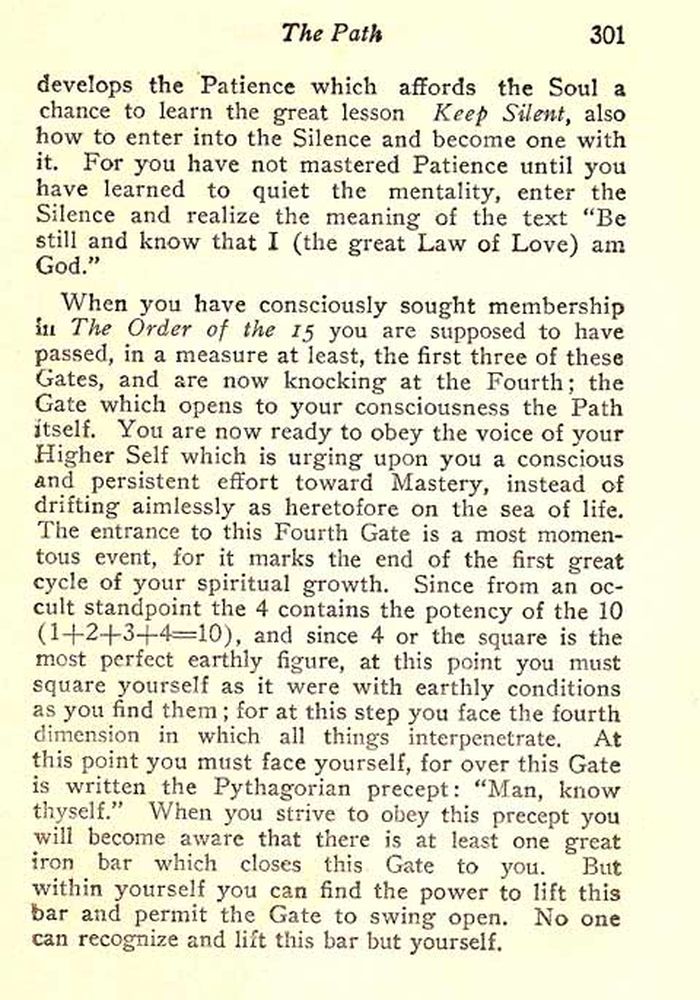 The Path 301
develops the Patience which affords the Soul a
chance to learn the great lesson Keep Silent, also
how to enter into the Silence and become one with
it. For you have not mastered Patience until you
have learned to quiet the mentality, enter the
Silence and realize the meaning of the text “Be
still and know that I (the great Law of Love) am
God.”
When you have consciously sought membership
in The Order of the 15 you are supposed to have
passed, in a measure at least, the first three of these
Gates, and are now knocking at the Fourth; the
Gate which opens to your consciousness the Path
itself. You are now ready to obey the voice of your
Higher Self which is urging upon you a conscious
and persistent effort toward Mastery, instead of
drifting aimlessly as heretofore on the sea of life.
The entrance to this Fourth Gate is a most momen-
tous event, for it marks the end of the first great
cycle of your spiritual growth. Since from an oc-
cult standpoint the 4 contains the potency of the 10
(1+2+3+4=10), and since 4 or the square is the
most perfect earthly figure, at this point you must
square yourself as it were with earthly conditions
as you find them; for at this step you face the fourth
dimension in which all things interpenetrate. At
this point you must face yourself, for over this Gate
is written the Pythagorian precept: “Man, know
thyself.” When you strive to obey this precept you
will become aware that there is at least one great
iron bar which closes this Gate to you. But
within yourself you can find the power to lift this
bar and permit the Gate to swing open. No one
can recognize and lift this bar but yourself.